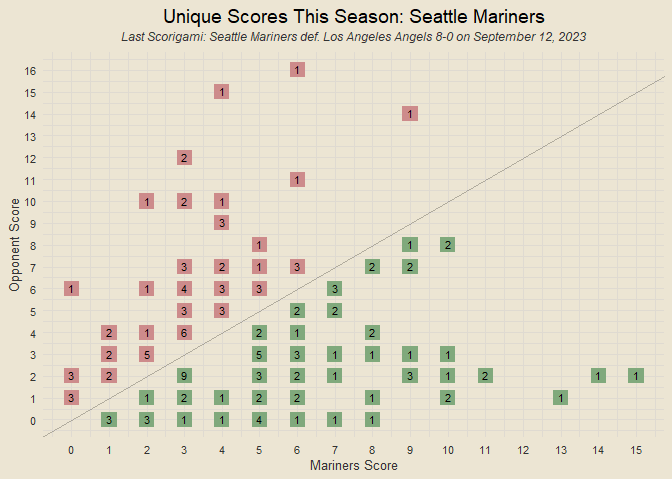 Unique Scores This Season: Seattle Mariners
Last Scorigami: Seattle Mariners def. Los Angeles Angels 8-0 on September 12, 2023
Opponent Score
16 1
15 1
14 1
13
12 2
11 1
10 1 2 1
9 3
8 1 1 2
7 3 2 1 3 2 2
6 1 1 4 3 3 3
5 3 3 2 2
4 2 1 6 2 1 2
3 2 5 5 3 1 1 1 1
2 3 2 9 3 2 1 3 1 2 1 1
1 3 1 2 1 2 2 1 2 1
0 3 3 1 1 4 1 1 1
0 1 2 3 4 5 6 7 8 9 10 11 12 13 14 15
Mariners Score